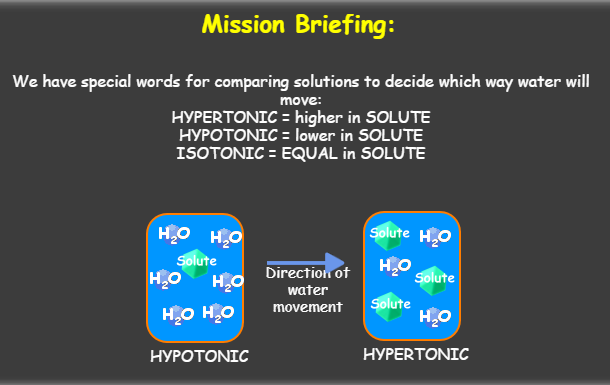 Mission Briefing:
We have special words for comparing solutions to decide which way water will
move:
HYPERTONIC = higher in SOLUTE
HYPOTONIC = lower in SOLUTE
ISOTONIC = EQUAL in SOLUTE
H2O
H2O
Solute
H2O
H2O
H2O
H2O
HYPOTONIC
Direction of
water
movement
Solute
H2O
H2O
Solute
Solute
H2O
HYPERTONIC